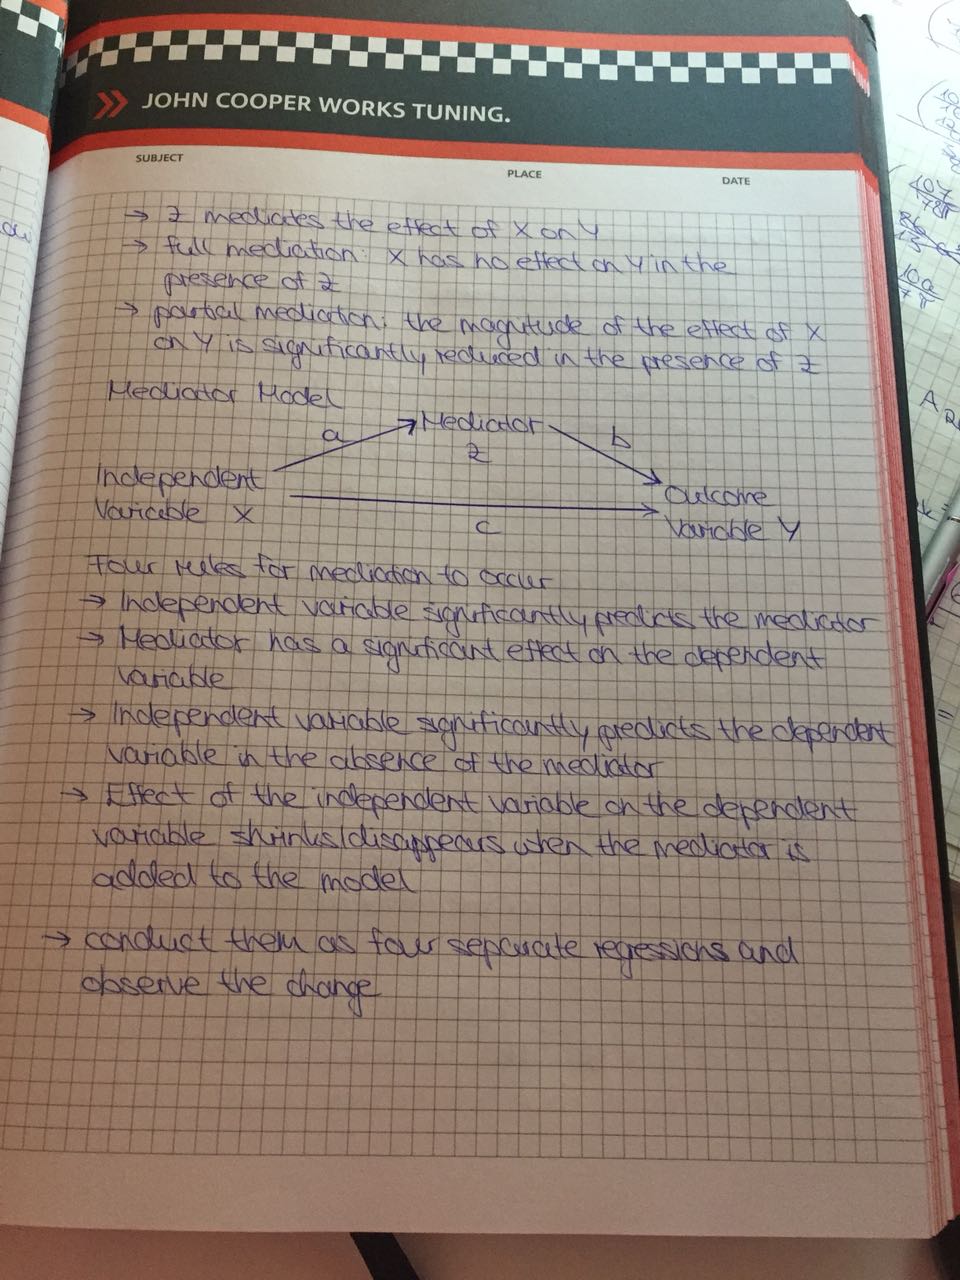 JOHN COOPER WORKS TUNING.
SUBJECT
PLACE
DATE
→ z mediates the effect of X on Y
→ full mediation: X has no effect on Y in the
presence of z
→ partial mediation: the magitude of the effect of X
on Y is significantly reduced in the presence of z
Mediator Model
a
Mediator
z
b
Independent
Variable X
c
Outcome
Variable Y
Four rules for mediation to occur
→ Independent variable significantly predicts the mediator
→ Mediator has a significant effect on the dependent
variable
→ Independent variable significantly predicts the dependent
variable in the absence of the mediator
→ Effect of the independent variable on the dependent
variable shrinks/disappears when the mediator is
added to the model
→ conduct them as four separate regressions and
observe the change